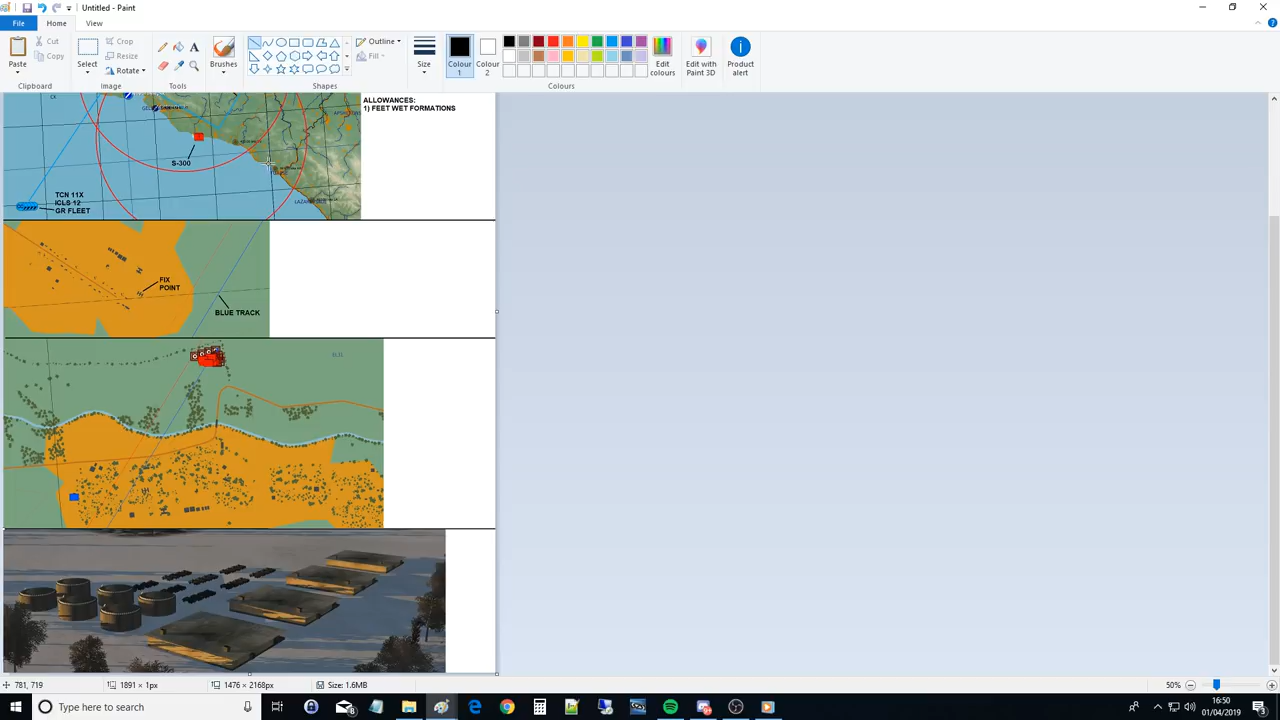 Untitled - Paint
File
Home
View
Paste
Cut
Copy
Clipboard
Select
Crop
Resize
Rotate
Image
Tools
Brushes
Shapes
Outline
Fill
Size
Colour
1
Colour
2
Edit
colours
Edit with
Paint 3D
Product
alert
Colours
ALLOWANCES:
1) FEET WET FORMATIONS
S-300
TCN 11X
ICLS 12
GR FLEET
FIX
POINT
BLUE TRACK
781, 719
1891 × 1px
1476 × 2168px
Size: 1.6MB
50%
Type here to search
16:50
01/04/2019